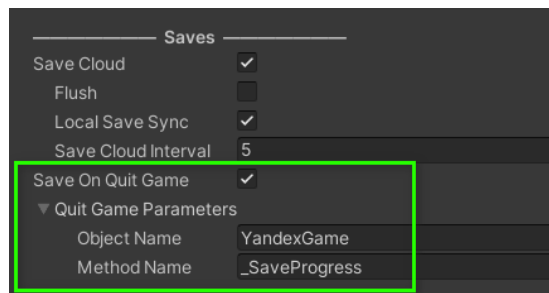 Saves
Save Cloud
Flush
Local Save Sync
Save Cloud Interval 5
Save On Quit Game
Quit Game Parameters
Object Name YandexGame
Method Name _SaveProgress